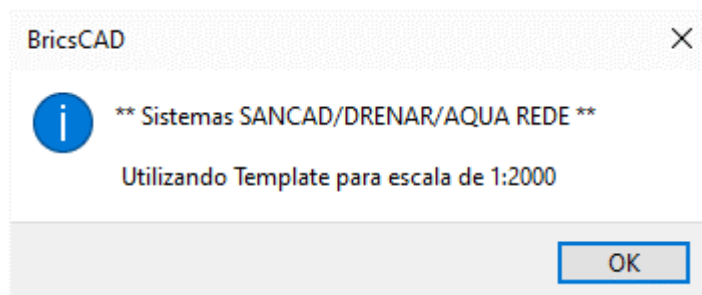 BricsCAD
** Sistemas SANCAD/DRENAR/AQUA REDE **
Utilizando Template para escala de 1:2000
OK